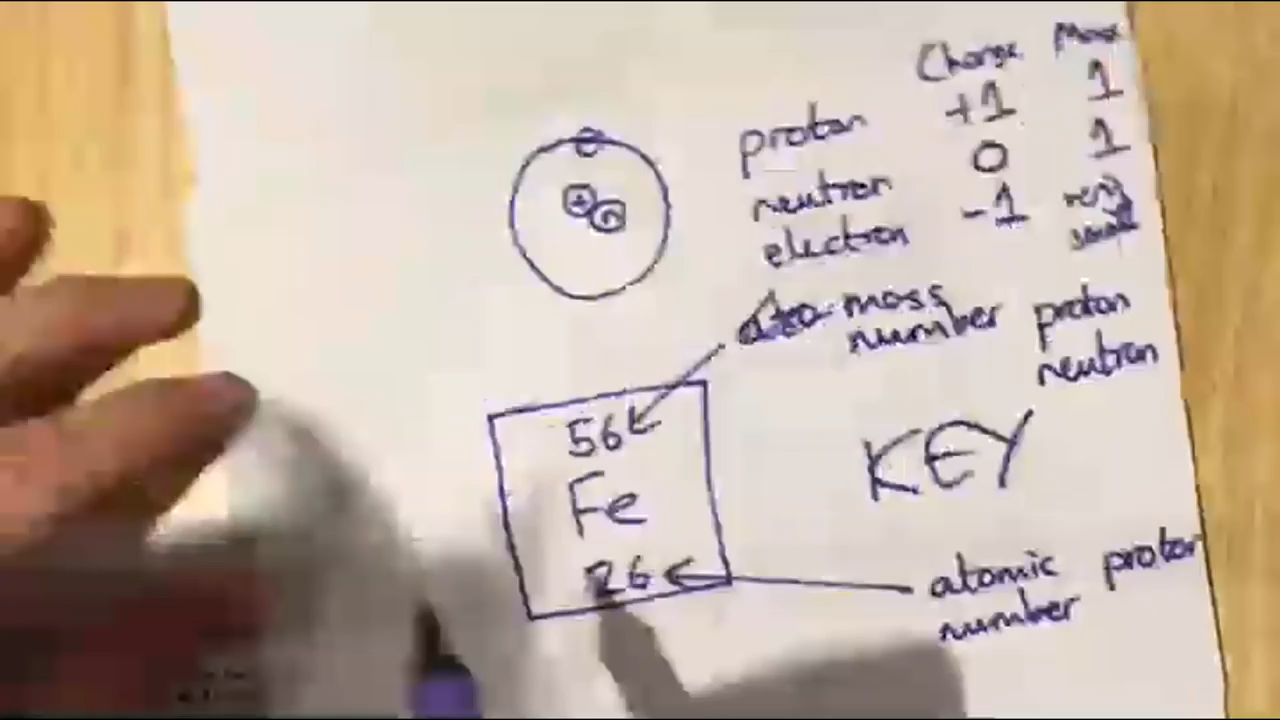 Charge Mass
proton +1 1
neutron 0 1
electron -1 very small
mass number proton neutron
56
Fe
26
KEY
atomic number proton
+
n